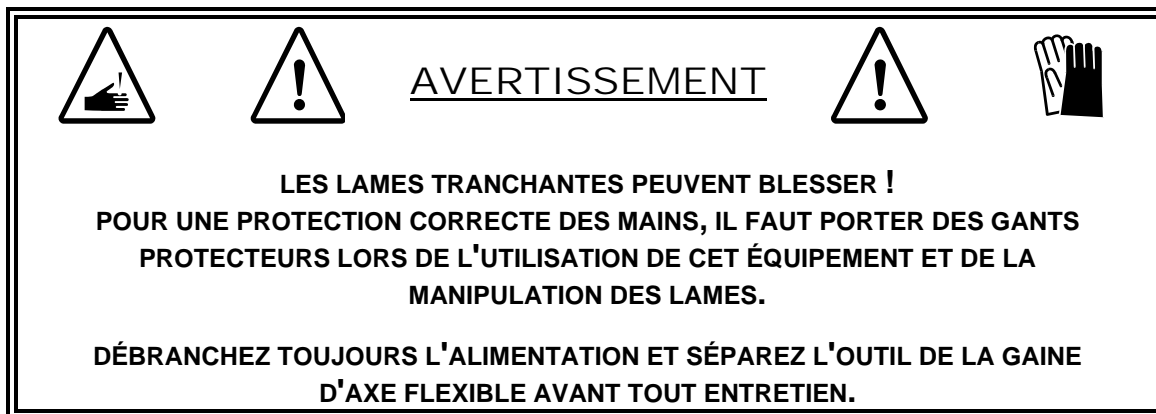 AVERTISSEMENT
LES LAMES TRANCHANTES PEUVENT BLESSER !
POUR UNE PROTECTION CORRECTE DES MAINS, IL FAUT PORTER DES GANTS
PROTECTEURS LORS DE L'UTILISATION DE CET ÉQUIPEMENT ET DE LA
MANIPULATION DES LAMES.
DÉBRANCHEZ TOUJOURS L'ALIMENTATION ET SÉPAREZ L'OUTIL DE LA GAINE
D'AXE FLEXIBLE AVANT TOUT ENTRETIEN.